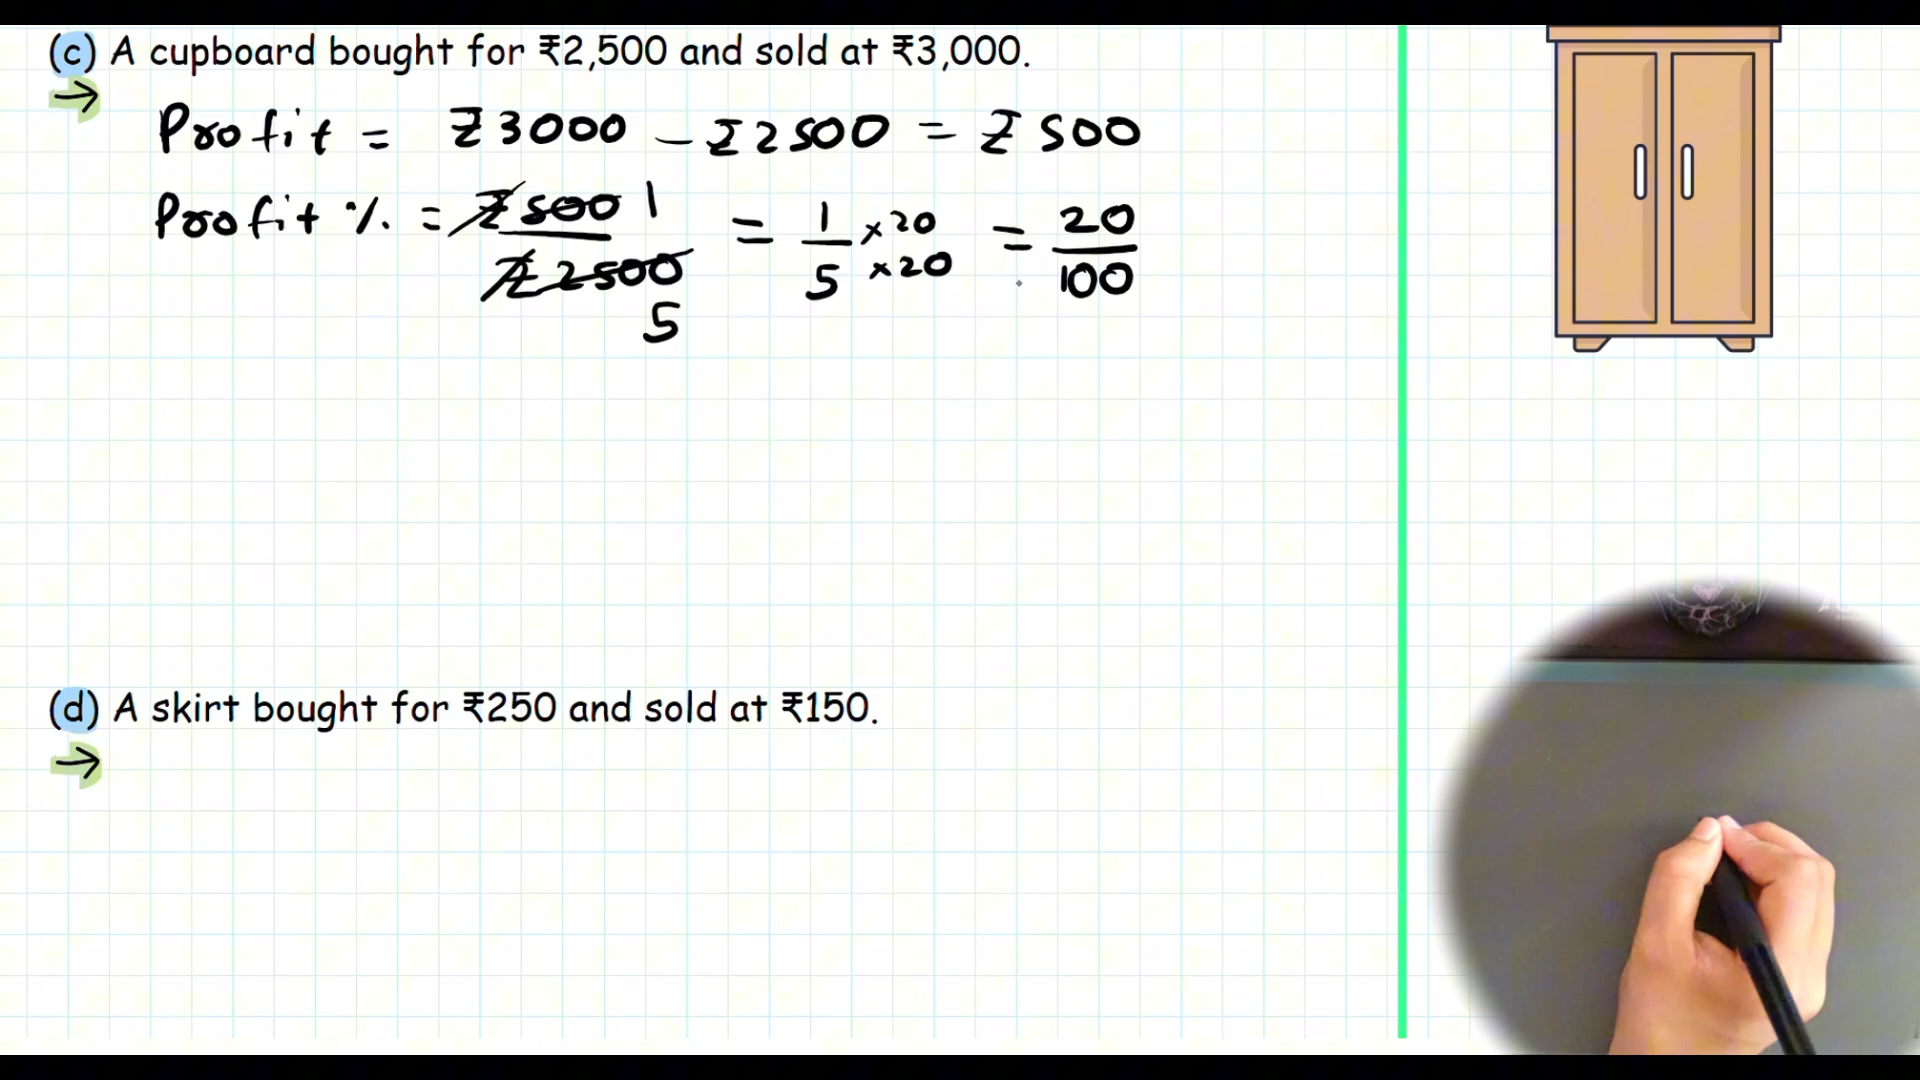 (c) A cupboard bought for ₹2,500 and sold at ₹3,000.
→ Profit = ₹3000 – ₹2500 = ₹500
Profit % = ₹500 1 / ₹2500 5 = 1/5 ×20 ×20 = 20/100
(d) A skirt bought for ₹250 and sold at ₹150.
→